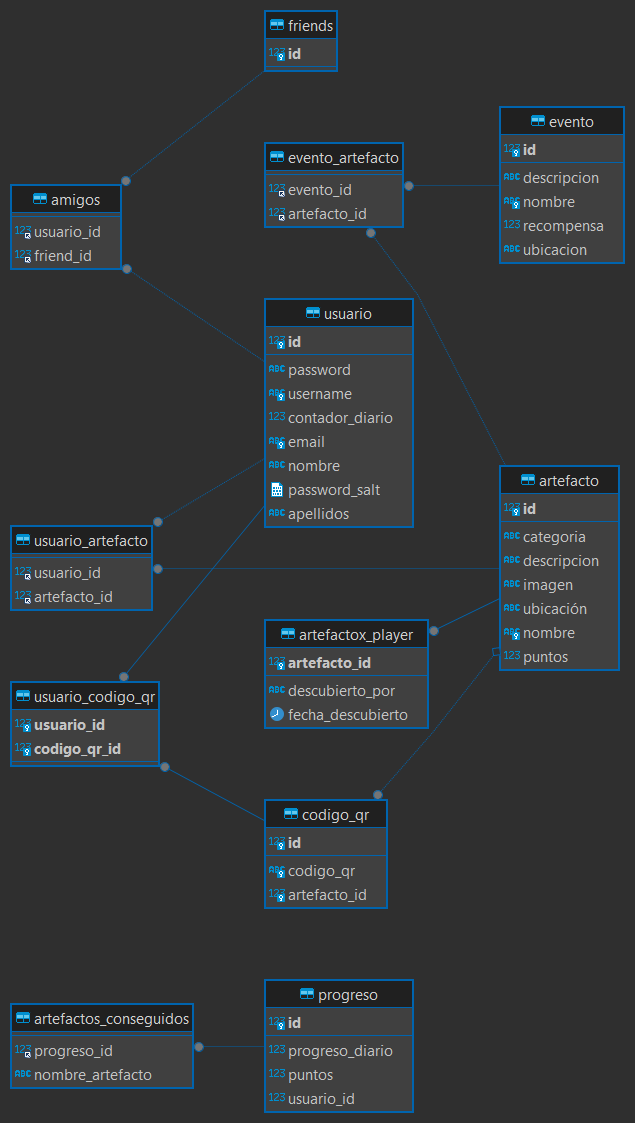 friends
id
evento
id
descripcion
nombre
recompensa
ubicacion
evento_artefacto
evento_id
artefacto_id
amigos
usuario_id
friend_id
usuario
id
password
username
contador_diario
email
nombre
password_salt
apellidos
artefacto
id
categoria
descripcion
imagen
ubicación
nombre
puntos
usuario_artefacto
usuario_id
artefacto_id
artefactox_player
artefacto_id
descubierto_por
fecha_descubierto
usuario_codigo_qr
usuario_id
codigo_qr_id
codigo_qr
id
codigo_qr
artefacto_id
progreso
id
progreso_diario
puntos
usuario_id
artefactos_conseguidos
progreso_id
nombre_artefacto